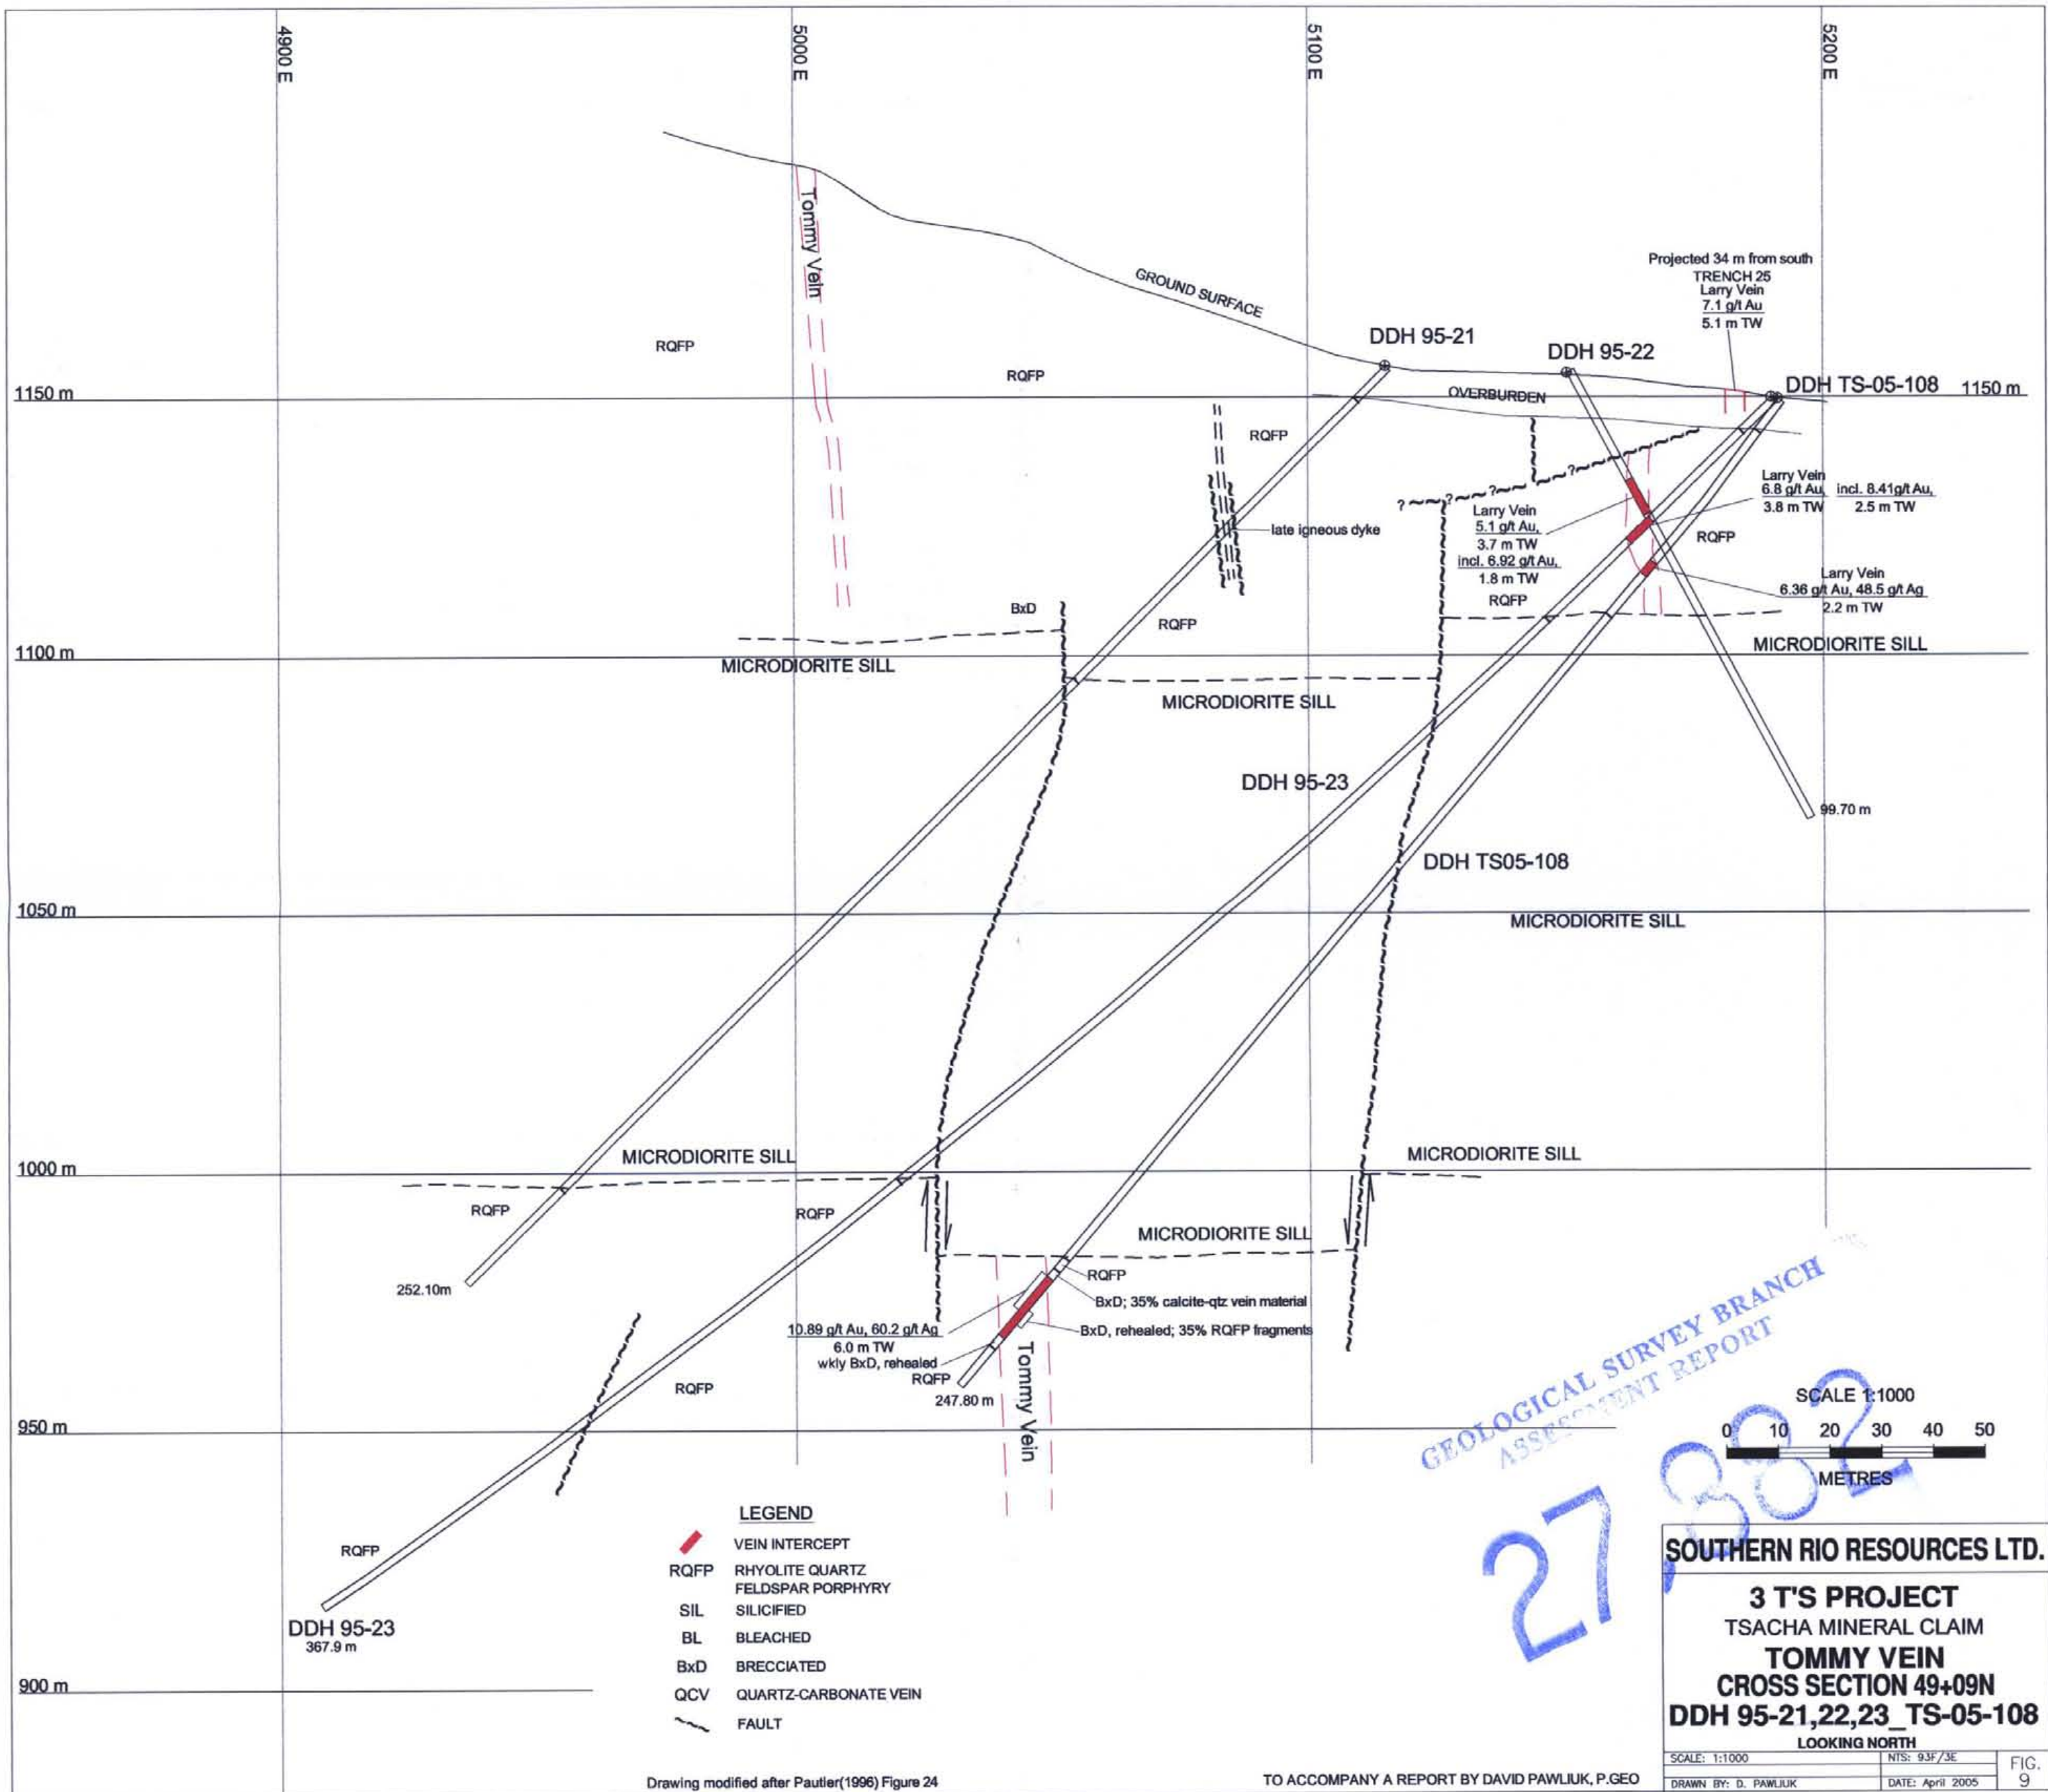 4900 E
5000 E
5100 E
5200 E
Tommy Vein
GROUND SURFACE
Projected 34 m from south
TRENCH 25
Larry Vein
7.1 g/t Au
5.1 m TW
RQFP
RQFP
DDH 95-21
DDH 95-22
DDH TS-05-108
1150 m
1150 m
OVERBURDEN
RQFP
? ? ? ?
late igneous dyke
Larry Vein
5.1 g/t Au,
3.7 m TW
incl. 6.92 g/t Au,
1.8 m TW
Larry Vein
6.8 g/t Au, incl. 8.41g/t Au,
3.8 m TW 2.5 m TW
RQFP
Larry Vein
6.36 g/t Au, 48.5 g/t Ag
2.2 m TW
RQFP
BxD
RQFP
1100 m
MICRODIORITE SILL
MICRODIORITE SILL
MICRODIORITE SILL
DDH 95-23
99.70 m
DDH TS05-108
1050 m
MICRODIORITE SILL
MICRODIORITE SILL
MICRODIORITE SILL
1000 m
RQFP
RQFP
MICRODIORITE SILL
252.10m
RQFP
BxD; 35% calcite-qtz vein material
BxD, rehealed; 35% RQFP fragments
10.89 g/t Au, 60.2 g/t Ag
6.0 m TW
wkly BxD, rehealed
RQFP
RQFP
247.80 m
Tommy Vein
950 m
GEOLOGICAL SURVEY BRANCH
ASSESSMENT REPORT
27,382
SCALE 1:1000
0 10 20 30 40 50
METRES
RQFP
DDH 95-23
367.9 m
900 m
LEGEND
VEIN INTERCEPT
RQFP RHYOLITE QUARTZ
FELDSPAR PORPHYRY
SIL SILICIFIED
BL BLEACHED
BxD BRECCIATED
QCV QUARTZ-CARBONATE VEIN
FAULT
SOUTHERN RIO RESOURCES LTD.
3 T'S PROJECT
TSACHA MINERAL CLAIM
TOMMY VEIN
CROSS SECTION 49+09N
DDH 95-21,22,23_TS-05-108
LOOKING NORTH
SCALE: 1:1000 NTS: 93F/3E
DRAWN BY: D. PAWLIUK DATE: April 2005
FIG.
9
Drawing modified after Pautler(1996) Figure 24
TO ACCOMPANY A REPORT BY DAVID PAWLIUK, P.GEO